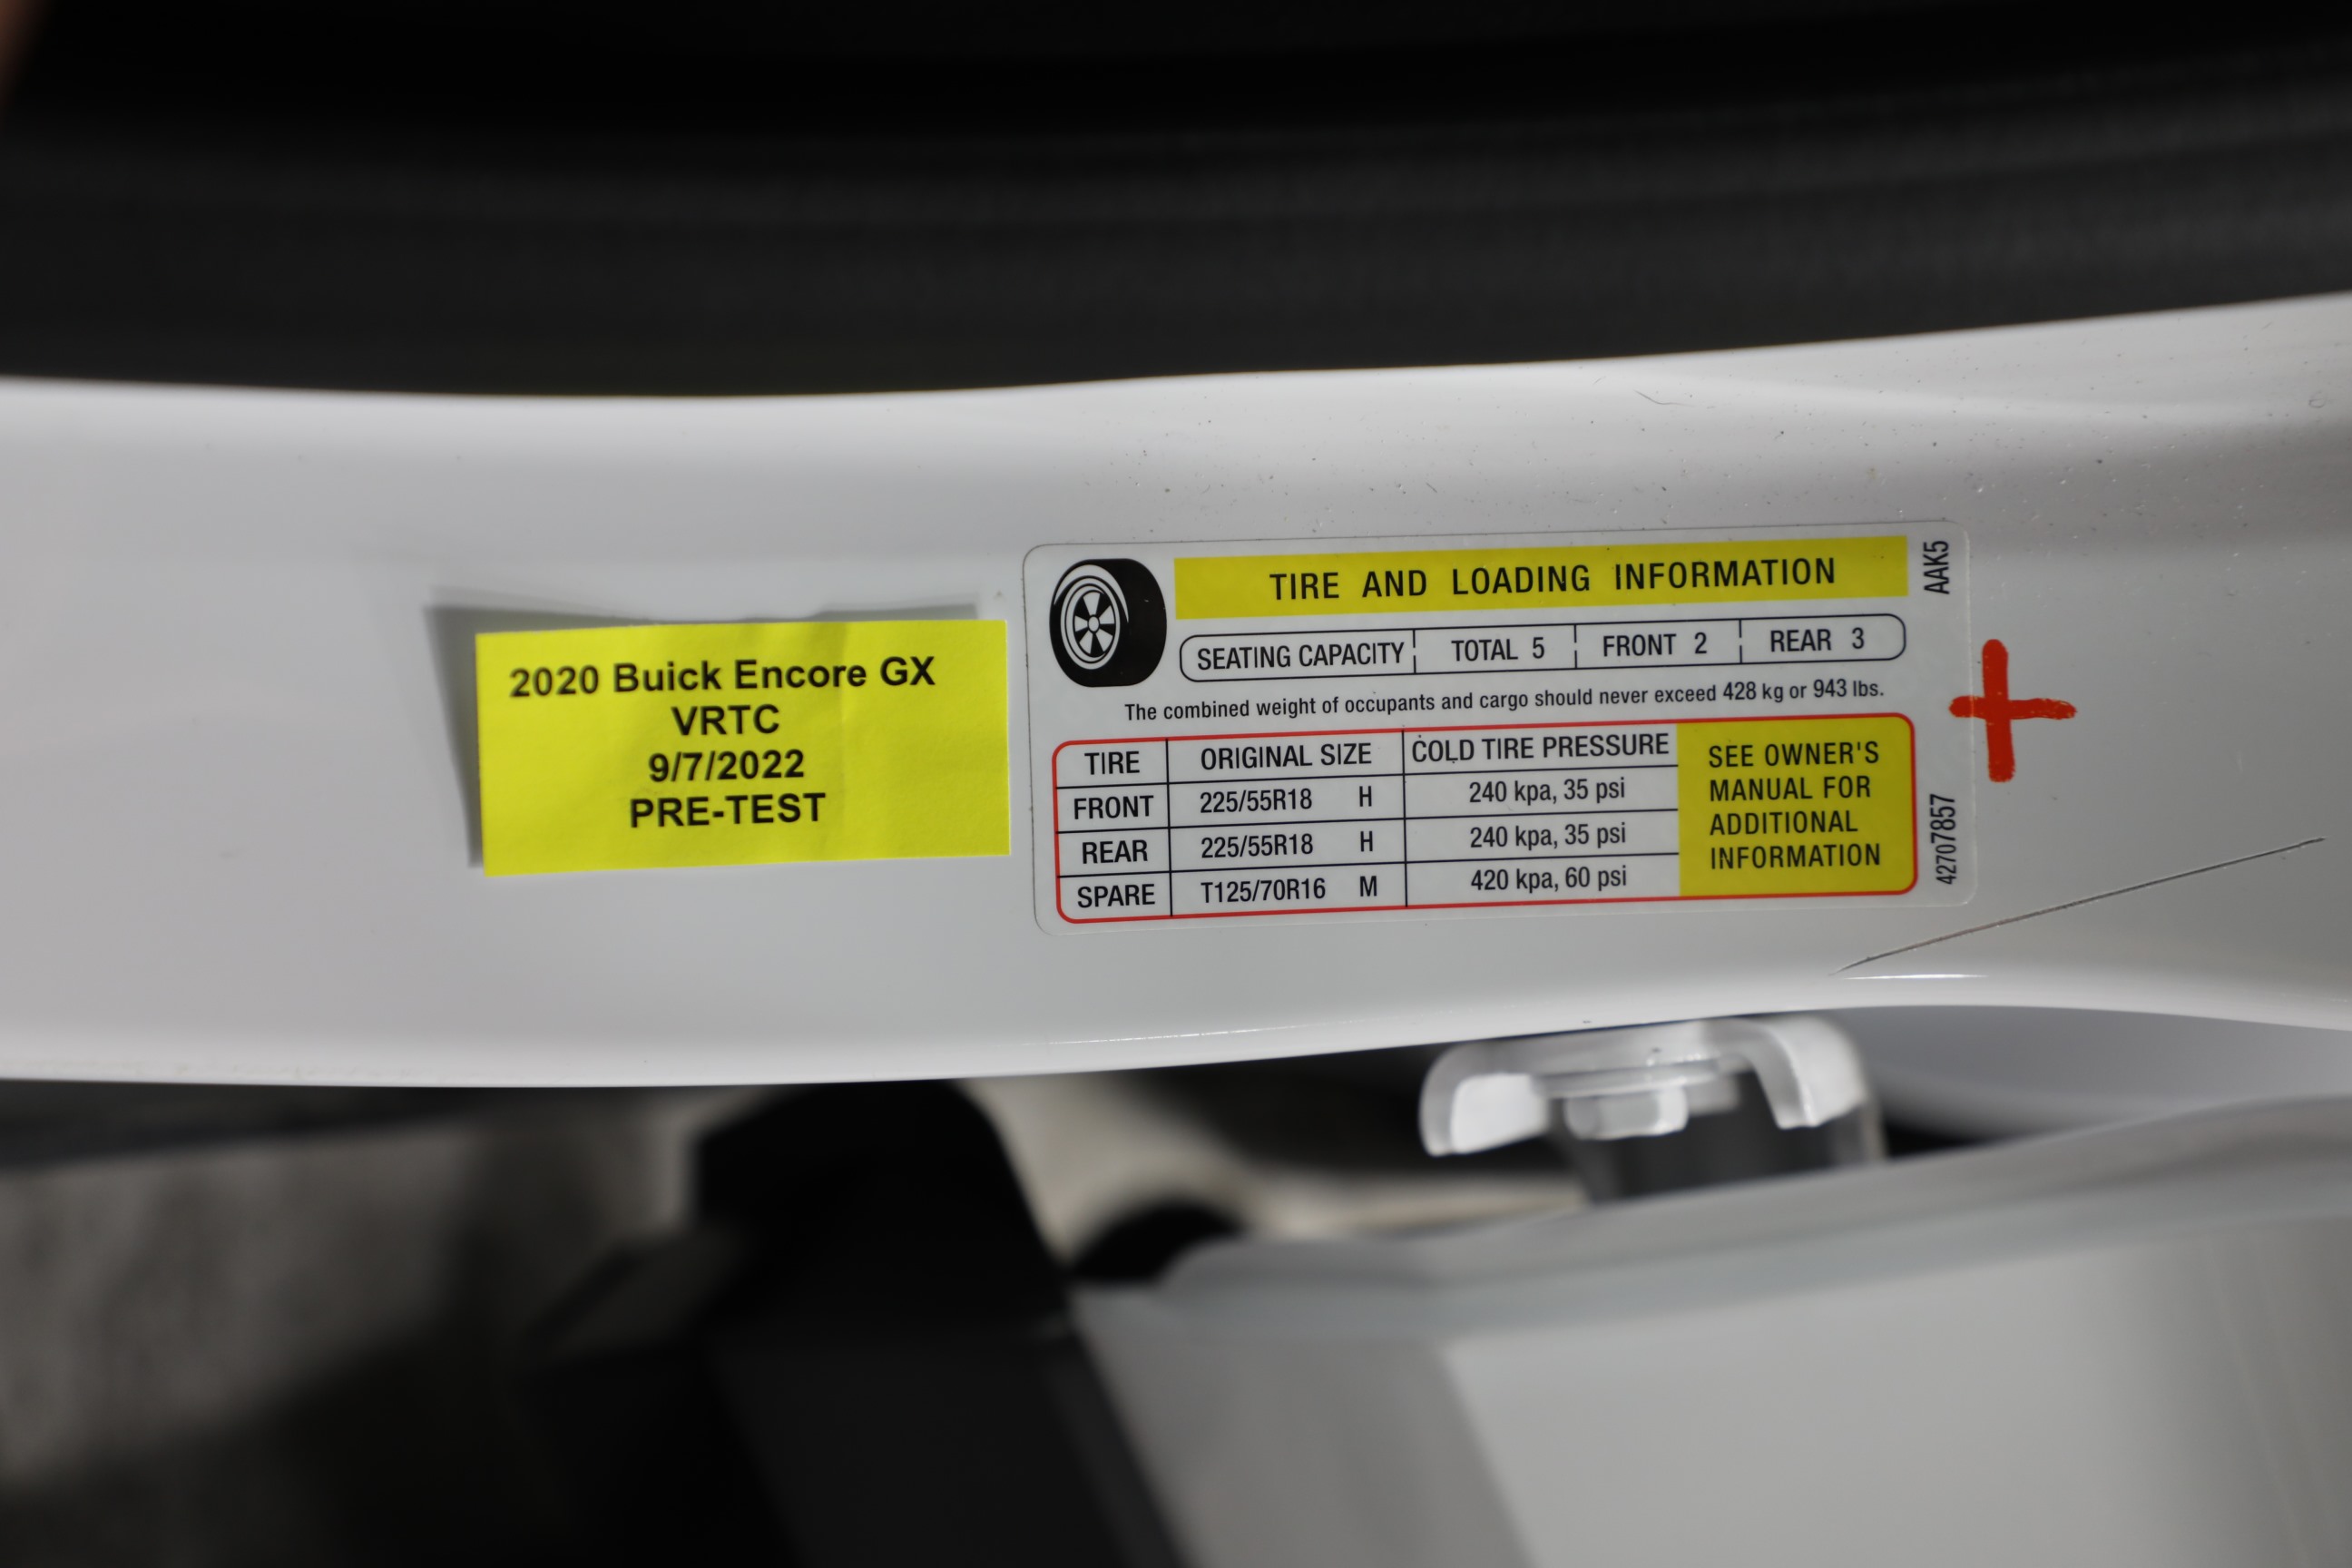 2020 Buick Encore GX
VRTC
9/7/2022
PRE-TEST
TIRE AND LOADING INFORMATION
AAK5
SEATING CAPACITY TOTAL 5 FRONT 2 REAR 3
The combined weight of occupants and cargo should never exceed 428 kg or 943 lbs.
TIRE ORIGINAL SIZE COLD TIRE PRESSURE
FRONT 225/55R18 H 240 kpa, 35 psi
REAR 225/55R18 H 240 kpa, 35 psi
SPARE T125/70R16 M 420 kpa, 60 psi
SEE OWNER'S
MANUAL FOR
ADDITIONAL
INFORMATION
42707857